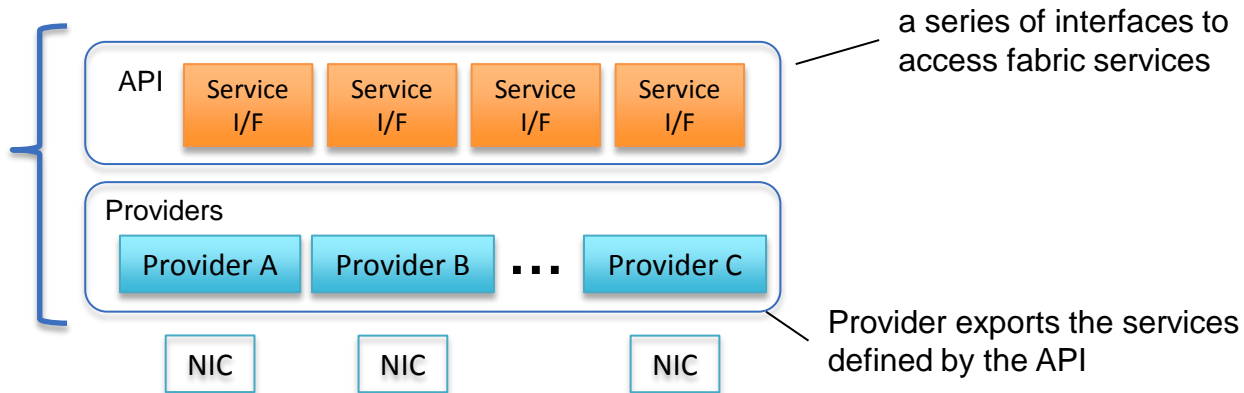 a series of interfaces to
access fabric services
API
Service
I/F
Service
I/F
Service
I/F
Service
I/F
Providers
Provider A
Provider B
...
Provider C
Provider exports the services
defined by the API
NIC
NIC
NIC